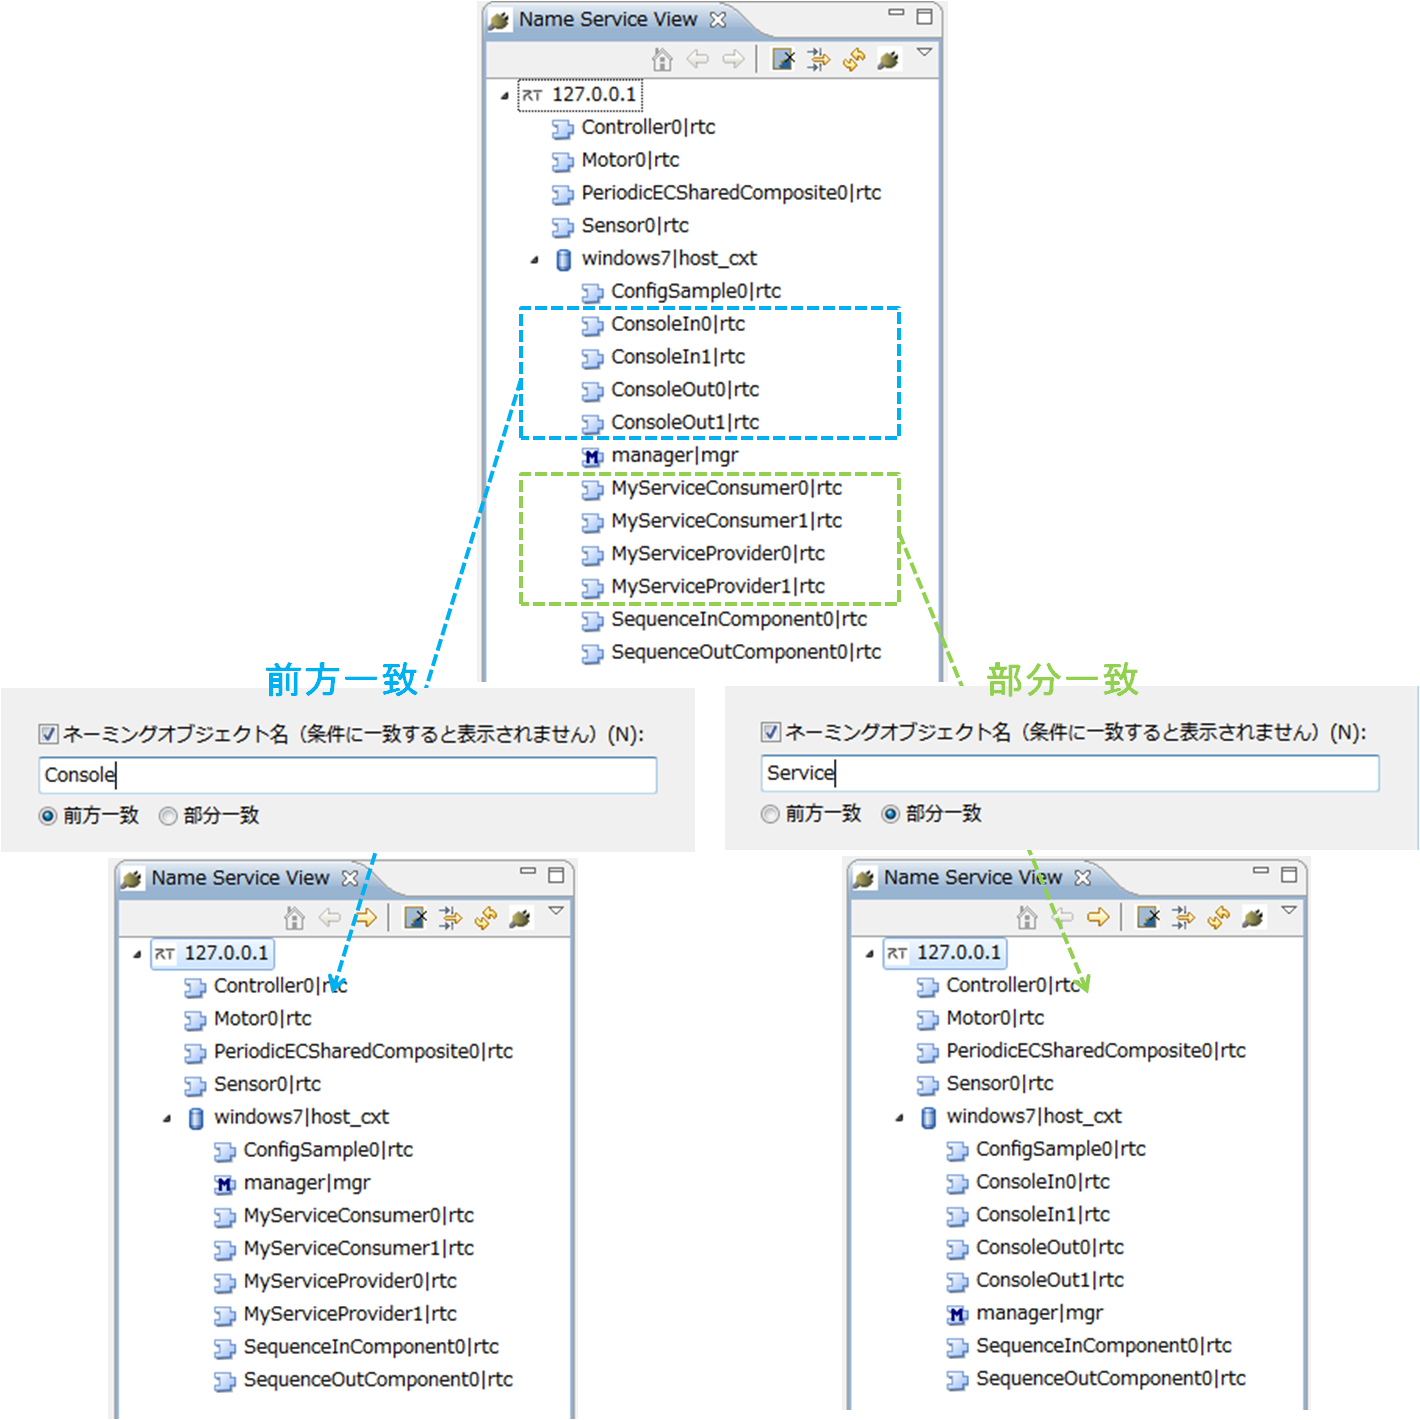 Name Service View
RT 127.0.0.1
Controller0|rtc
Motor0|rtc
PeriodicECSharedComposite0|rtc
Sensor0|rtc
windows7|host_cxt
ConfigSample0|rtc
ConsoleIn0|rtc
ConsoleIn1|rtc
ConsoleOut0|rtc
ConsoleOut1|rtc
M manager|mgr
MyServiceConsumer0|rtc
MyServiceConsumer1|rtc
MyServiceProvider0|rtc
MyServiceProvider1|rtc
SequenceInComponent0|rtc
SequenceOutComponent0|rtc
前方一致
ネーミングオブジェクト名（条件に一致すると表示されません）(N):
Console
前方一致 部分一致
Name Service View
RT 127.0.0.1
Controller0|rtc
Motor0|rtc
PeriodicECSharedComposite0|rtc
Sensor0|rtc
windows7|host_cxt
ConfigSample0|rtc
M manager|mgr
MyServiceConsumer0|rtc
MyServiceConsumer1|rtc
MyServiceProvider0|rtc
MyServiceProvider1|rtc
SequenceInComponent0|rtc
SequenceOutComponent0|rtc
部分一致
ネーミングオブジェクト名（条件に一致すると表示されません）(N):
Service
前方一致 部分一致
Name Service View
RT 127.0.0.1
Controller0|rtc
Motor0|rtc
PeriodicECSharedComposite0|rtc
Sensor0|rtc
windows7|host_cxt
ConfigSample0|rtc
ConsoleIn0|rtc
ConsoleIn1|rtc
ConsoleOut0|rtc
ConsoleOut1|rtc
M manager|mgr
SequenceInComponent0|rtc
SequenceOutComponent0|rtc